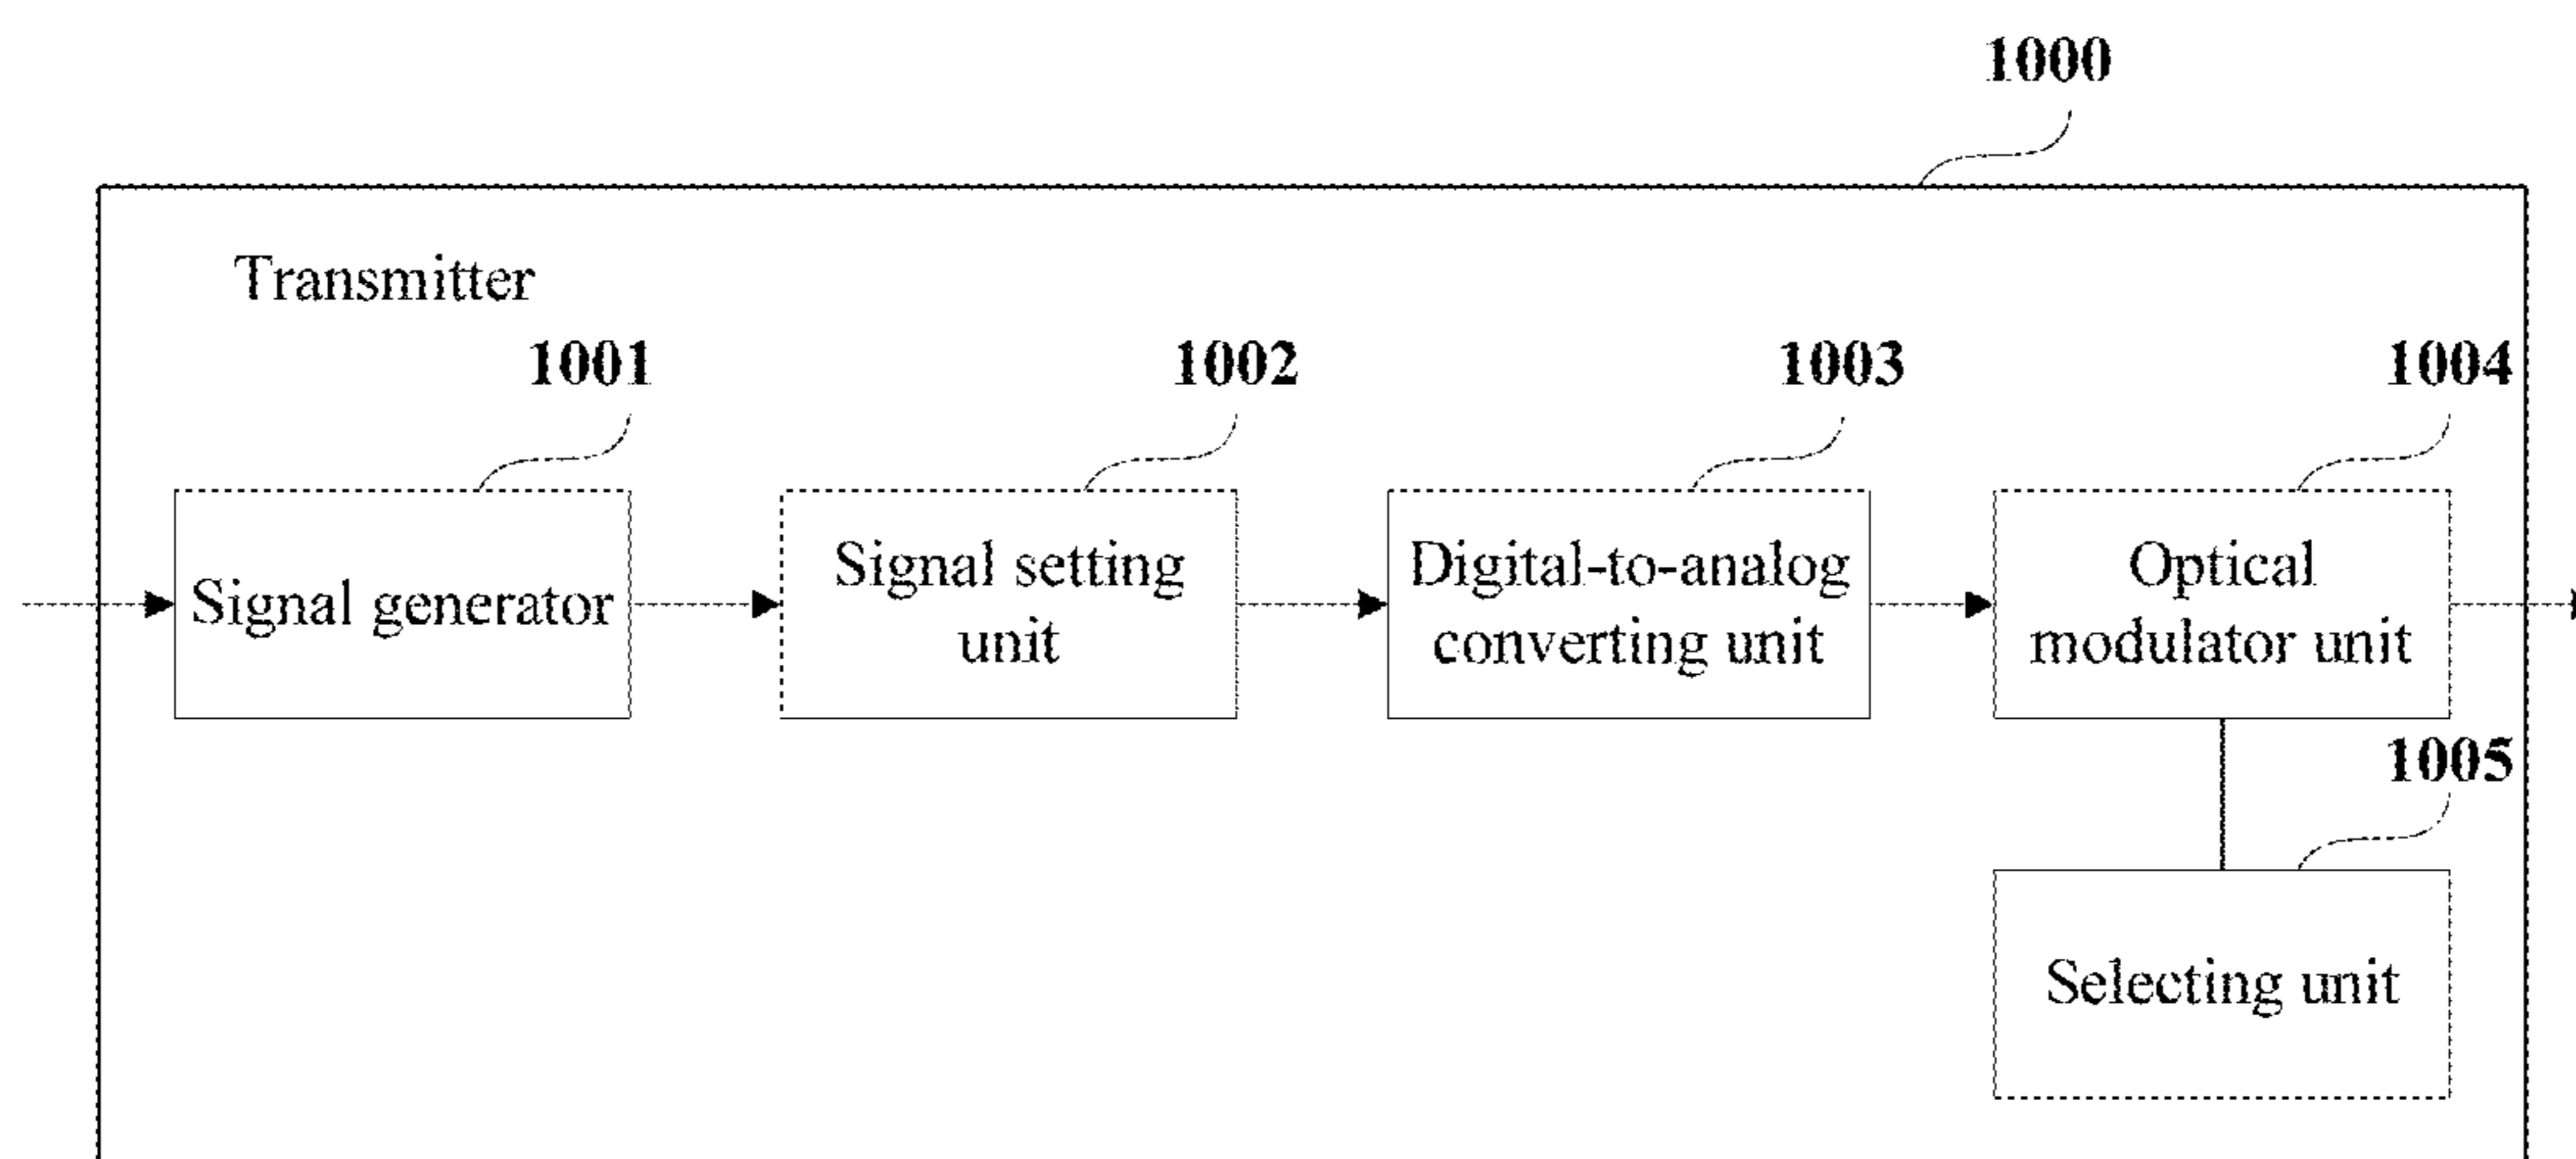 1000
Transmitter
1001
1002
1003
1004
Signal generator
Signal setting
unit
Digital-to-analog
converting unit
Optical
modulator unit
1005
Selecting unit